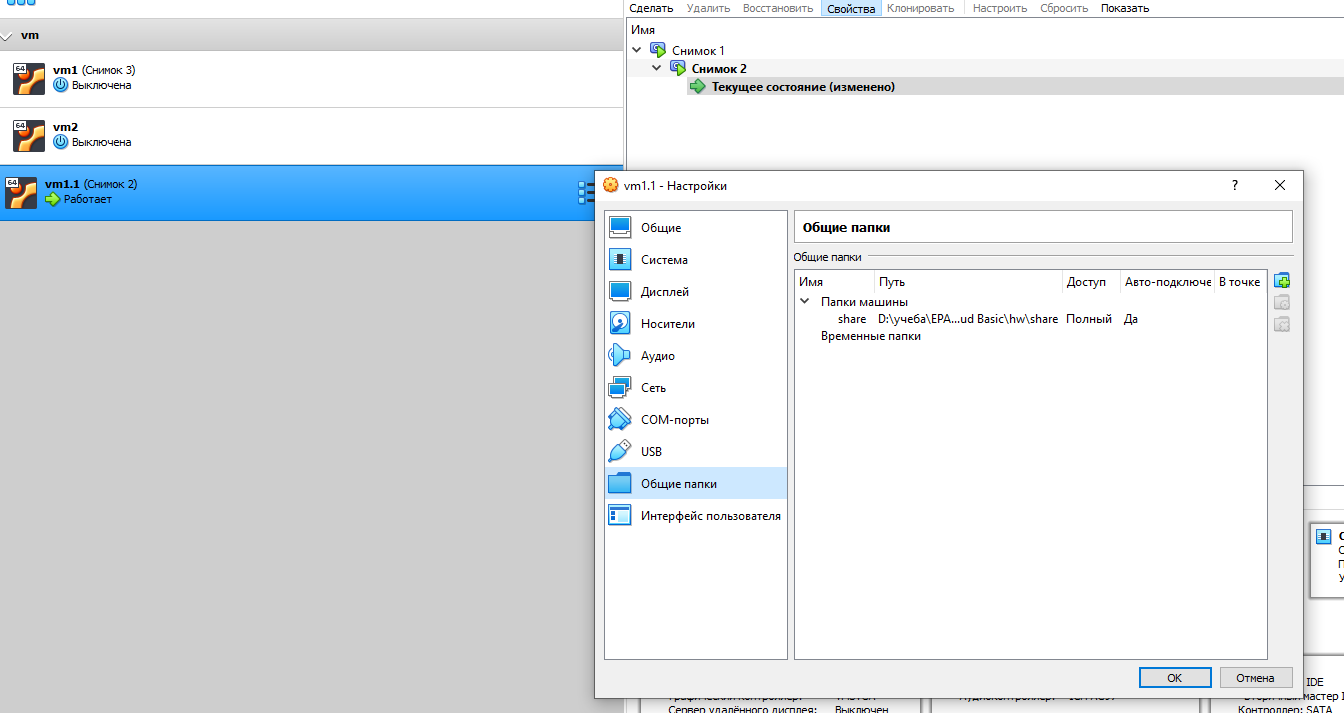 Сделать Удалить Восстановить Свойства Клонировать Настроить Сбросить Показать
vm
Имя
Снимок 1
64 vm1 (Снимок 3)
Снимок 2
Выключена
Текущее состояние (изменено)
64 vm2
Выключена
64 vm1.1 (Снимок 2)
Работает
vm1.1 - Настройки ?
Общие
Система
Дисплей
Носители
Аудио
Сеть
COM-порты
USB
Общие папки
Интерфейс пользователя
Общие папки
Общие папки
Имя Путь Доступ Авто-подключе В точке
Папки машины
share D:\учеба\EPA...ud Basic\hw\share Полный Да
Временные папки
OK Отмена
IDE
Сервер удалённого дисплея: Выключен
Контроллер: SATA